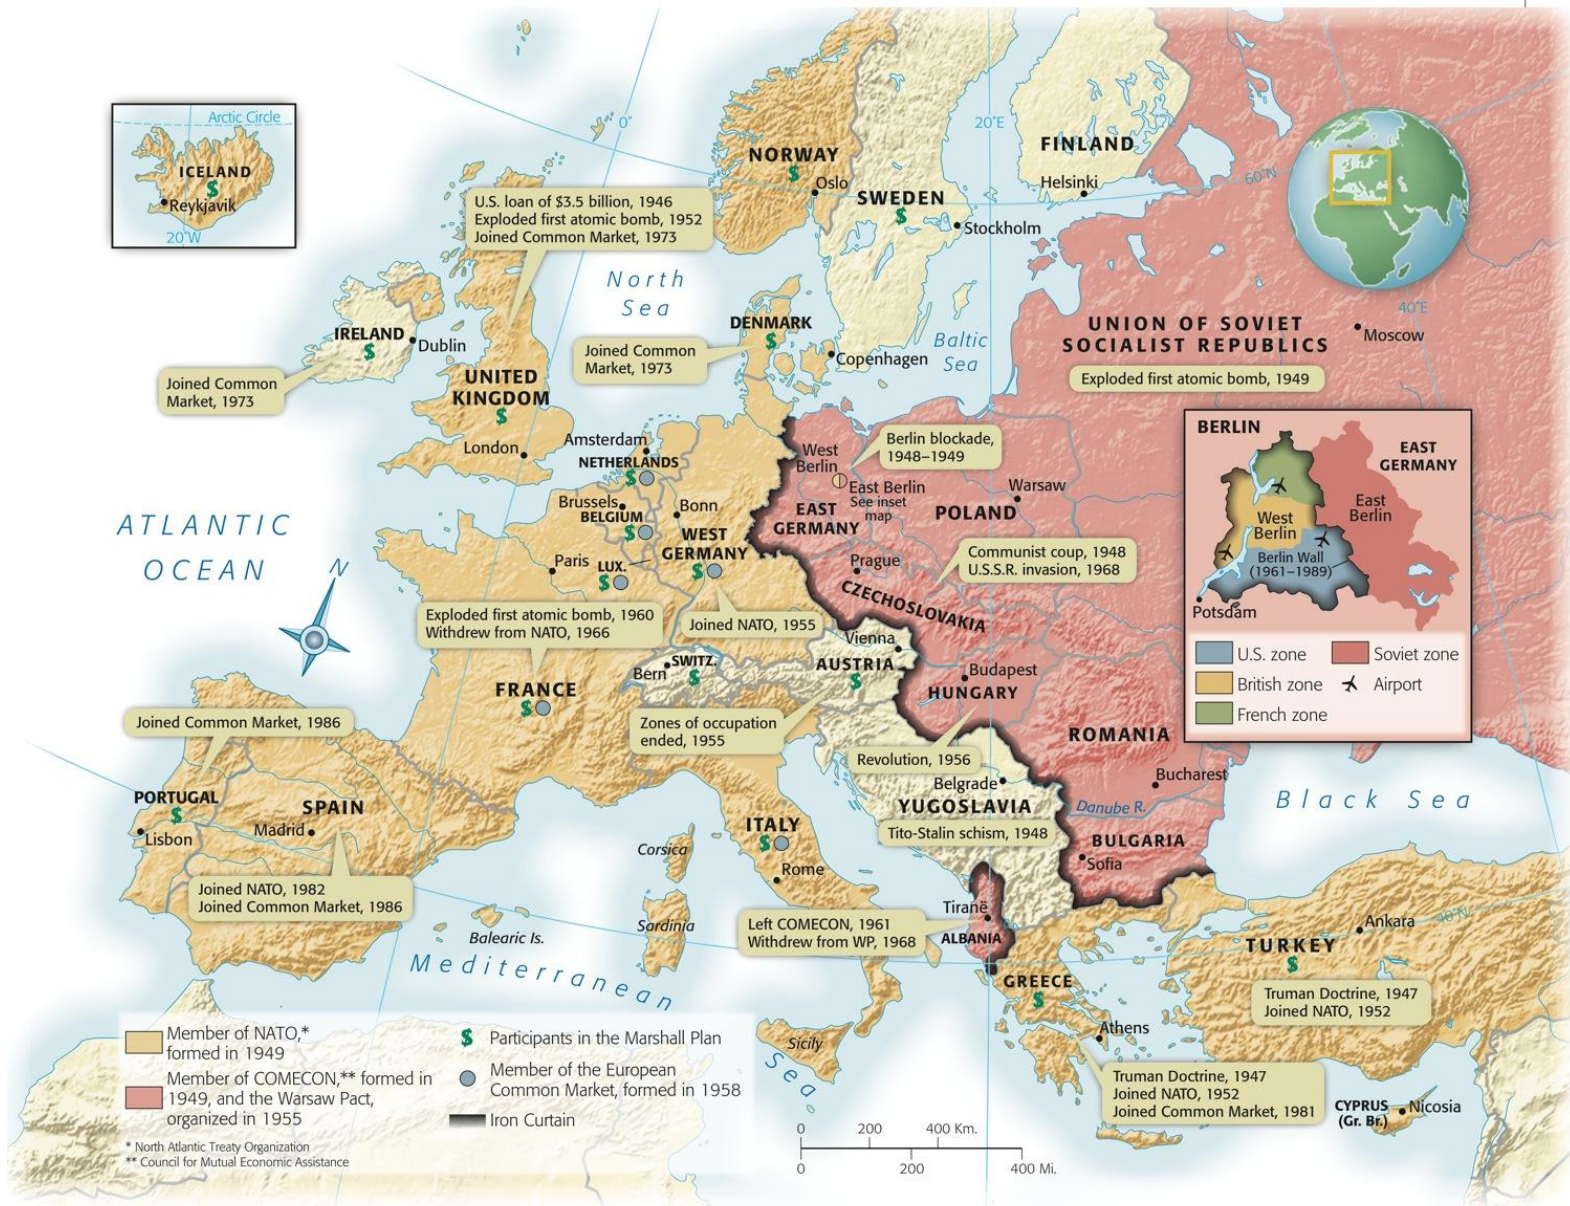 Arctic Circle
ICELAND
$
Reykjavik
20°W
0°
20°E
NORWAY
$
Oslo
SWEDEN
$
Stockholm
FINLAND
Helsinki
60°N
40°E
U.S. loan of $3.5 billion, 1946
Exploded first atomic bomb, 1952
Joined Common Market, 1973
North
Sea
IRELAND
$
Dublin
Joined Common
Market, 1973
UNITED
KINGDOM
$
London
DENMARK
$
Joined Common
Market, 1973
Copenhagen
Baltic
Sea
UNION OF SOVIET
SOCIALIST REPUBLICS
Moscow
Exploded first atomic bomb, 1949
Amsterdam
NETHERLANDS
$
Brussels
BELGIUM
$
Bonn
WEST
GERMANY
$
Paris
LUX.
$
West
Berlin
East Berlin
See inset
map
EAST
GERMANY
Berlin blockade,
1948–1949
Warsaw
POLAND
Communist coup, 1948
U.S.S.R. invasion, 1968
Prague
CZECHOSLOVAKIA
BERLIN
EAST
GERMANY
East
Berlin
West
Berlin
Berlin Wall
(1961–1989)
Potsdam
U.S. zone
Soviet zone
British zone
Airport
French zone
ATLANTIC
OCEAN
N
Exploded first atomic bomb, 1960
Withdrew from NATO, 1966
Joined NATO, 1955
FRANCE
$
SWITZ.
$
Bern
Vienna
AUSTRIA
$
Zones of occupation
ended, 1955
Budapest
HUNGARY
Revolution, 1956
ROMANIA
Bucharest
Danube R.
Belgrade
YUGOSLAVIA
Tito-Stalin schism, 1948
BULGARIA
Sofia
Black Sea
Joined Common Market, 1986
PORTUGAL
$
Lisbon
SPAIN
Madrid
Joined NATO, 1982
Joined Common Market, 1986
Balearic Is.
Corsica
Sardinia
ITALY
$
Rome
Sicily
Left COMECON, 1961
Withdrew from WP, 1968
Tiranë
ALBANIA
GREECE
$
Athens
Truman Doctrine, 1947
Joined NATO, 1952
Joined Common Market, 1981
TURKEY
$
Ankara
40°N
Truman Doctrine, 1947
Joined NATO, 1952
CYPRUS
(Gr. Br.)
Nicosia
Mediterranean
Sea
Member of NATO,*
formed in 1949
Member of COMECON,** formed in
1949, and the Warsaw Pact,
organized in 1955
* North Atlantic Treaty Organization
** Council for Mutual Economic Assistance
$ Participants in the Marshall Plan
Member of the European
Common Market, formed in 1958
Iron Curtain
0 200 400 Km.
0 200 400 Mi.